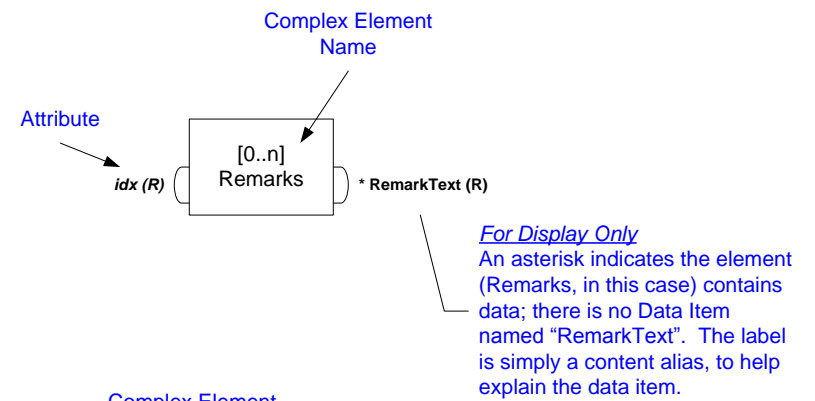 Complex Element
Name
Attribute
[0..n]
Remarks
idx (R)
* RemarkText (R)
For Display Only
An asterisk indicates the element
(Remarks, in this case) contains
data; there is no Data Item
named “RemarkText”.  The label
is simply a content alias, to help
explain the data item.
Complex Element